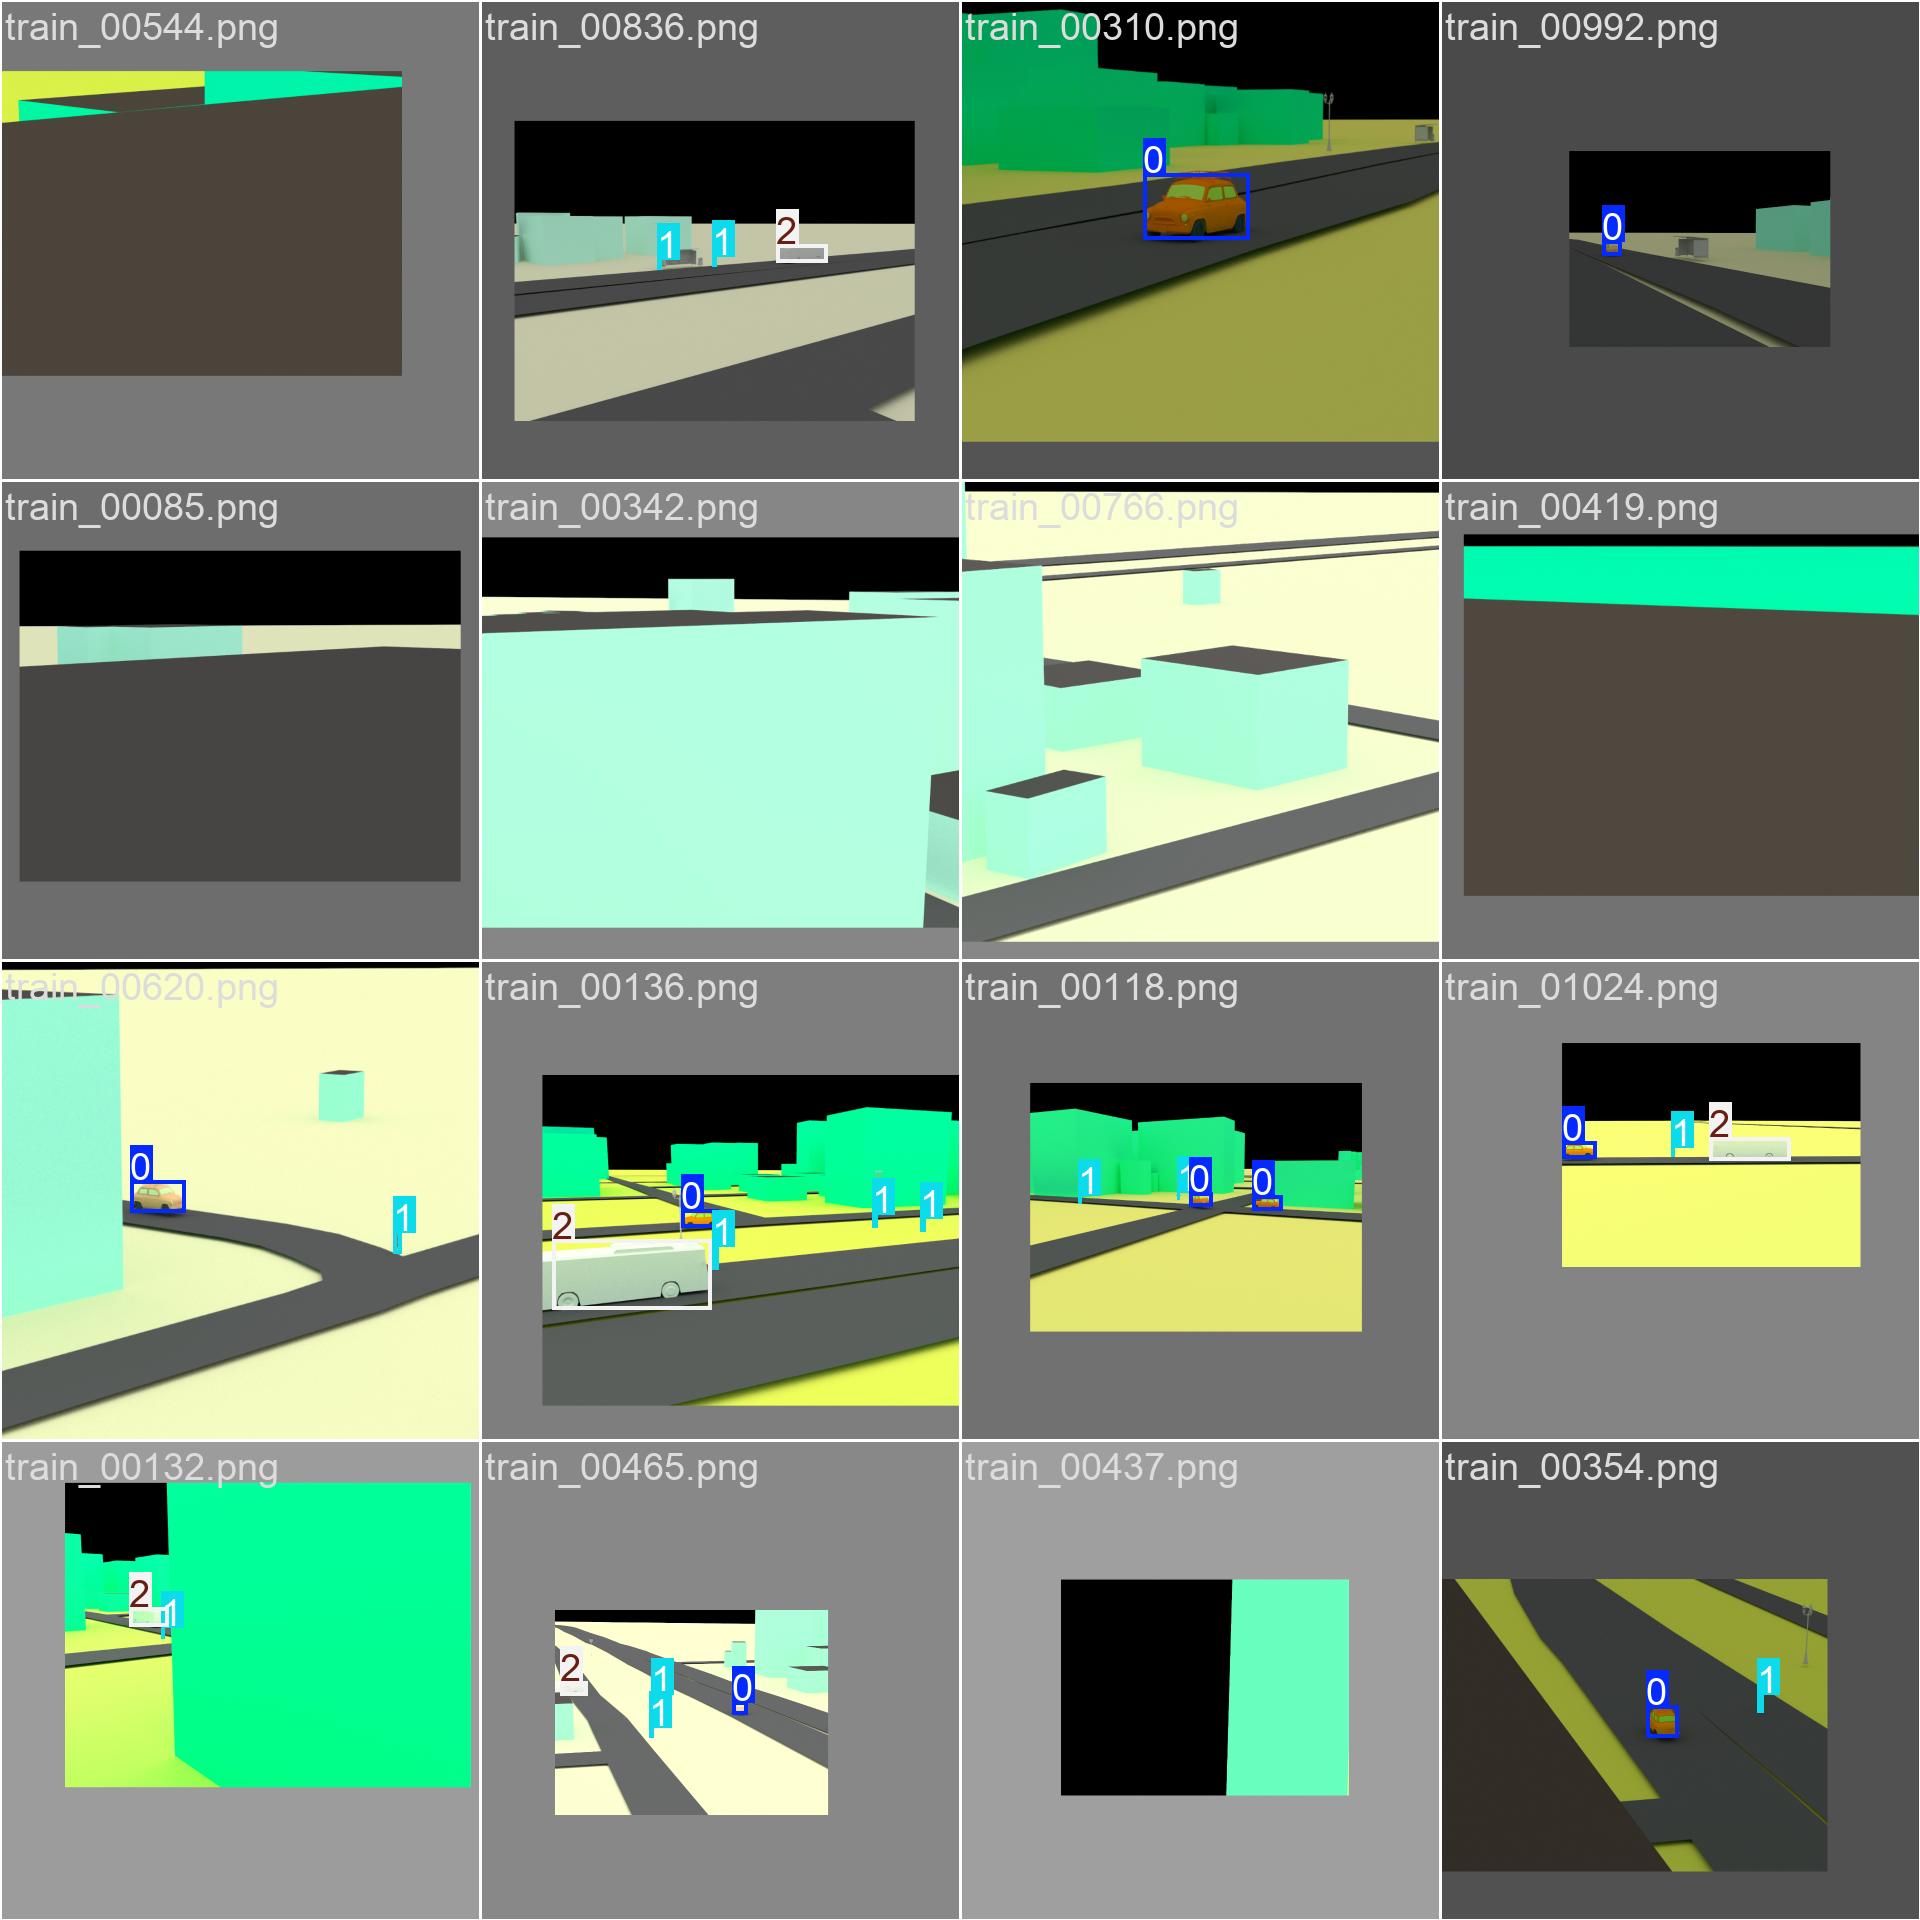 train_00544.png
train_00836.png
train_00310.png
train_00992.png
1
1
2
0
0
train_00085.png
train_00342.png
train_00766.png
train_00419.png
train_00620.png
train_00136.png
train_00118.png
train_01024.png
0
1
2
0
1
1
1
1
1
0
0
0
1
2
train_00132.png
train_00465.png
train_00437.png
train_00354.png
2
1
2
1
1
0
0
1